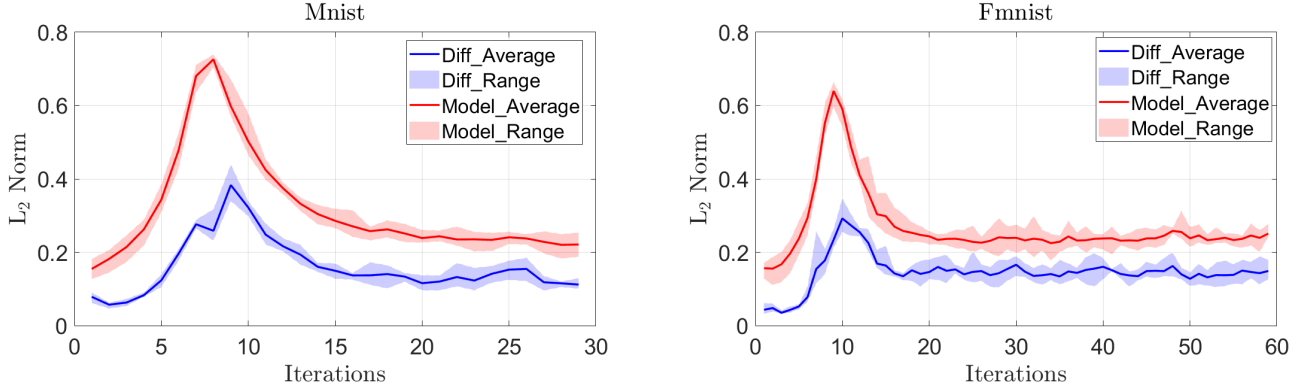 Mnist
0.8
0.6
0.4
0.2
0
L2 Norm
0 5 10 15 20 25 30
Iterations
Diff_Average
Diff_Range
Model_Average
Model_Range
Fmnist
0.8
0.6
0.4
0.2
0
L2 Norm
0 10 20 30 40 50 60
Iterations
Diff_Average
Diff_Range
Model_Average
Model_Range